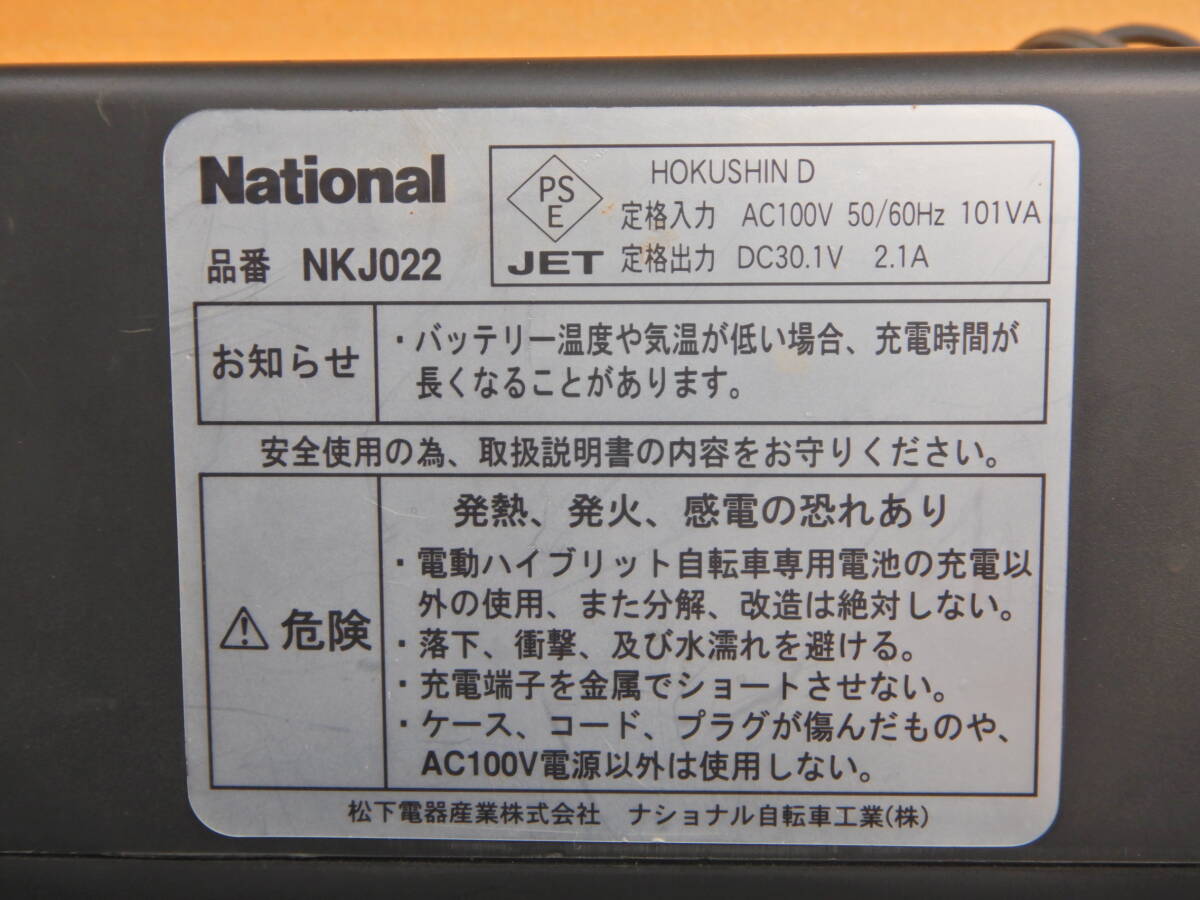 National
品番 NKJ022
PS
E
JET
HOKUSHIN D
定格入力 AC100V 50/60Hz 101VA
定格出力 DC30.1V 2.1A
お知らせ
・バッテリー温度や気温が低い場合、充電時間が
長くなることがあります。
安全使用の為、取扱説明書の内容をお守りください。
⚠危険
発熱、発火、感電の恐れあり
・電動ハイブリット自転車専用電池の充電以
外の使用、また分解、改造は絶対しない。
・落下、衝撃、及び水濡れを避ける。
・充電端子を金属でショートさせない。
・ケース、コード、プラグが傷んだものや、
AC100V電源以外は使用しない。
松下電器産業株式会社 ナショナル自転車工業(株)